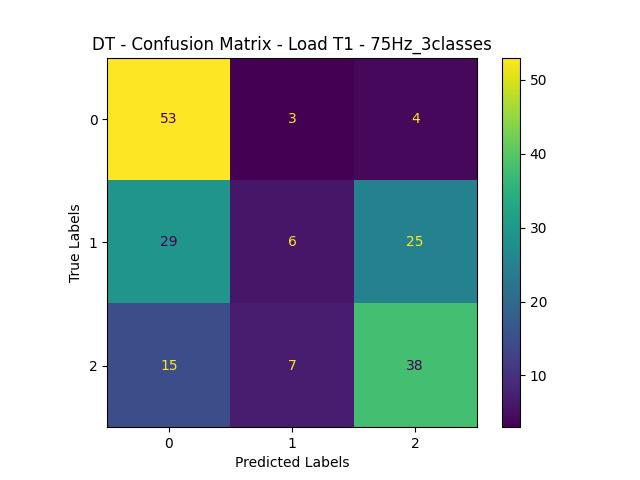 DT - Confusion Matrix - Load T1 - 75Hz_3classes
53 3 4
29 6 25
15 7 38
0
1
2
True Labels
0 1 2
Predicted Labels
50
40
30
20
10